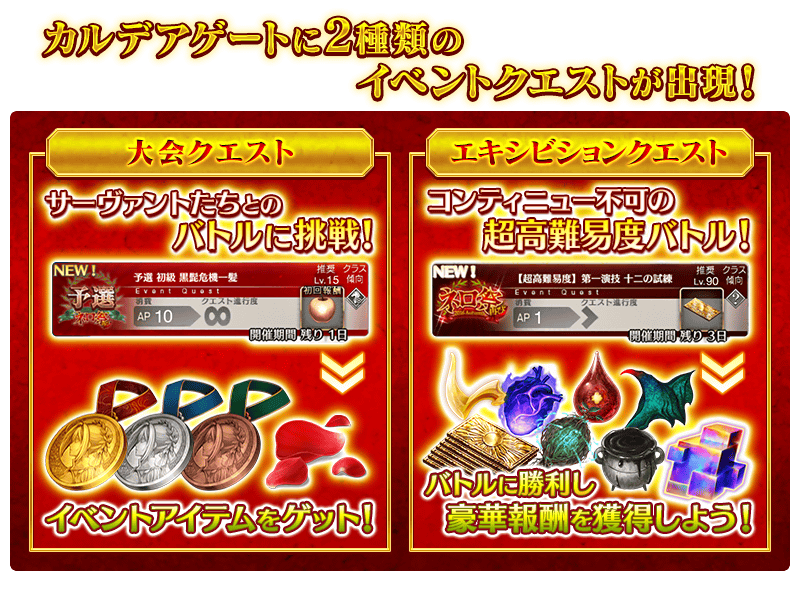 カルデアゲートに2種類の
イベントクエストが出現！
大会クエスト
サーヴァントたちとの
バトルに挑戦！
NEW!
予選
ネロ祭
予選 初級 黒髭危機一髪
推奨 クラス
Lv.15 傾向
Event Quest
初回報酬
消費
クエスト進行度
AP 10
∞
開催期間 残り 1日
イベントアイテムをゲット！
エキシビションクエスト
コンティニュー不可の
超高難易度バトル！
NEW!
ネロ祭
再び
【超高難易度】 第一演技 十二の試練
推奨 クラス
Lv.90 傾向
Event Quest
消費
クエスト進行度
AP 1
?
開催期間 残り 3日
バトルに勝利し
豪華報酬を獲得しよう！